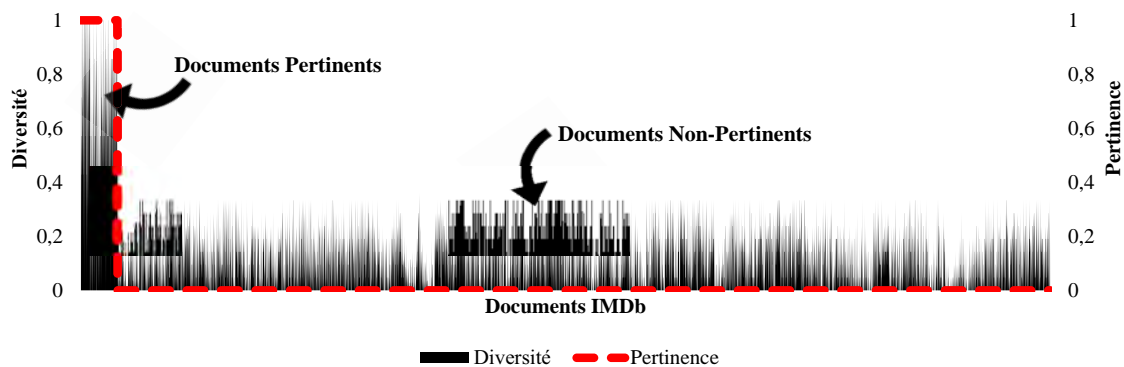 1
0,8
0,6
0,4
0,2
0
Diversité
Documents Pertinents
Documents Non-Pertinents
1
0,8
0,6
0,4
0,2
0
Pertinence
Documents IMDb
Diversité
Pertinence